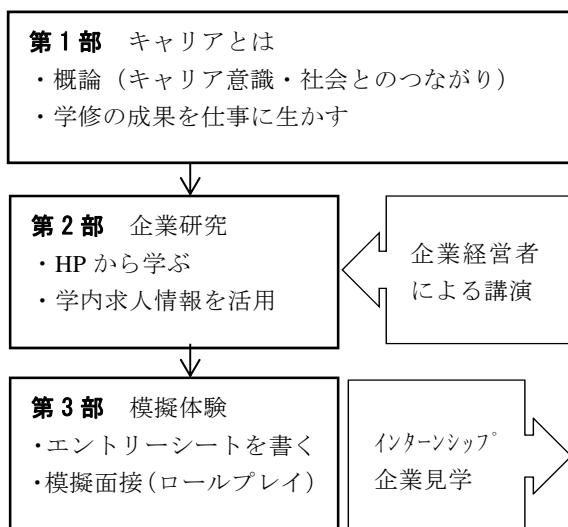 第1部 キャリアとは
・概論（キャリア意識・社会とのつながり）
・学修の成果を仕事に生かす
第2部 企業研究
・HPから学ぶ
・学内求人情報を活用
企業経営者
による講演
第3部 模擬体験
・エントリーシートを書く
・模擬面接（ロールプレイ）
ｲﾝﾀｰﾝｼｯﾌﾟ
企業見学